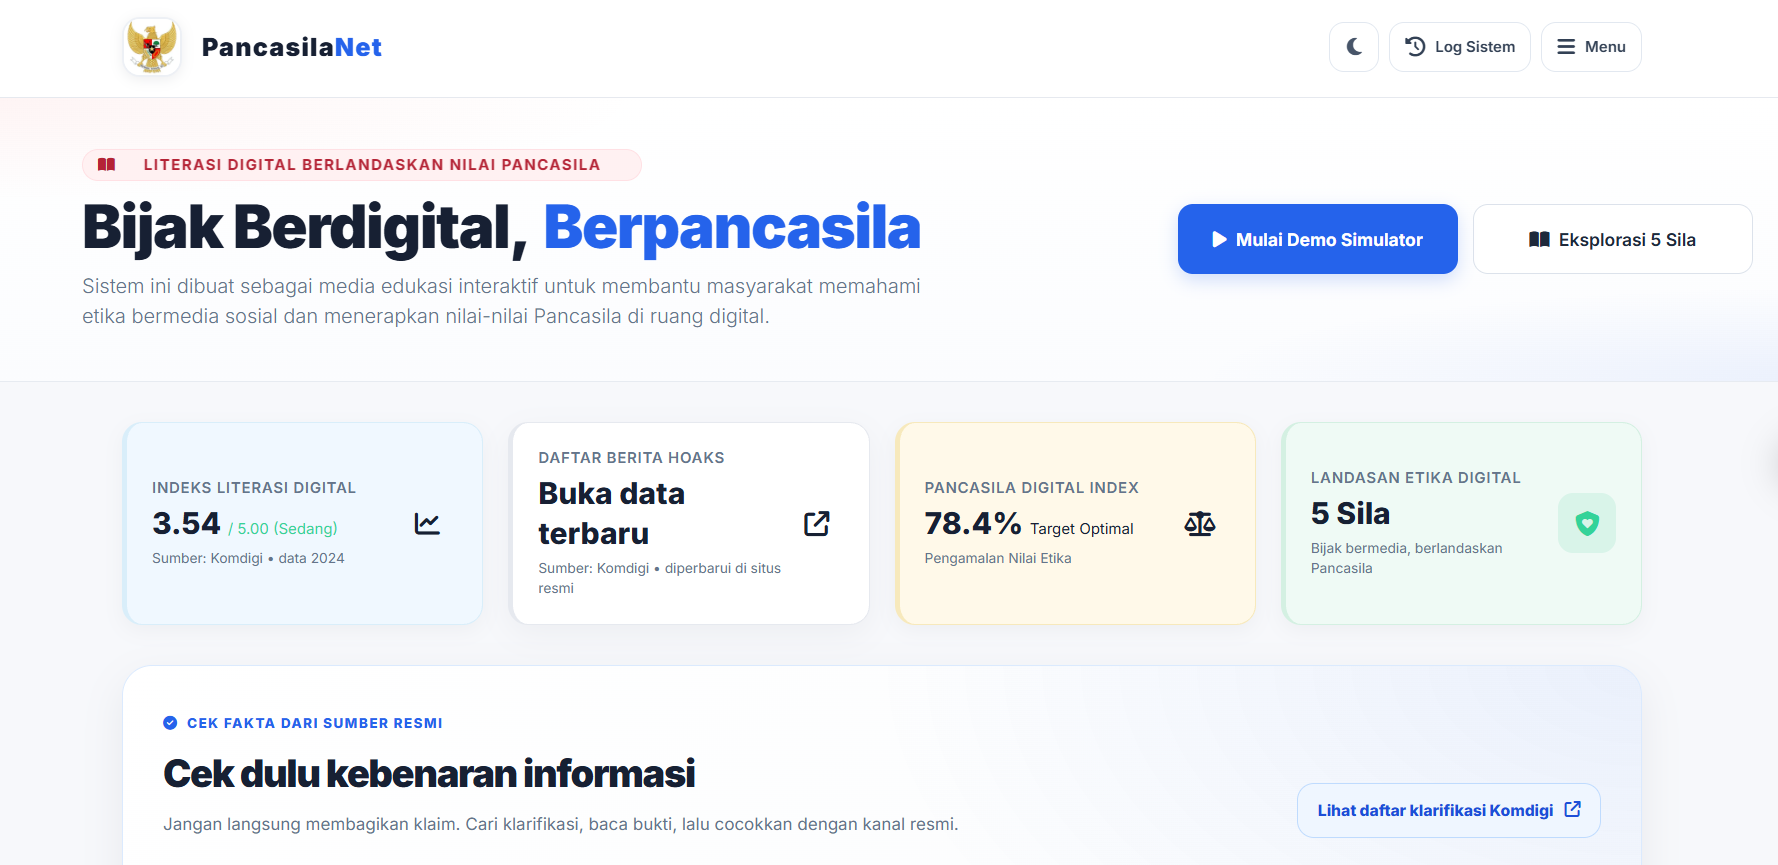 PancasilaNet
Log Sistem
Menu
LITERASI DIGITAL BERLANDASKAN NILAI PANCASILA
Bijak Berdigital, Berpancasila
Sistem ini dibuat sebagai media edukasi interaktif untuk membantu masyarakat memahami
etika bermedia sosial dan menerapkan nilai-nilai Pancasila di ruang digital.
Mulai Demo Simulator
Eksplorasi 5 Sila
INDEKS LITERASI DIGITAL
3.54 / 5.00 (Sedang)
Sumber: Komdigi • data 2024
DAFTAR BERITA HOAKS
Buka data
terbaru
Sumber: Komdigi • diperbarui di situs
resmi
PANCASILA DIGITAL INDEX
78.4% Target Optimal
Pengamalan Nilai Etika
LANDASAN ETIKA DIGITAL
5 Sila
Bijak bermedia, berlandaskan
Pancasila
CEK FAKTA DARI SUMBER RESMI
Cek dulu kebenaran informasi
Jangan langsung membagikan klaim. Cari klarifikasi, baca bukti, lalu cocokkan dengan kanal resmi.
Lihat daftar klarifikasi Komdigi